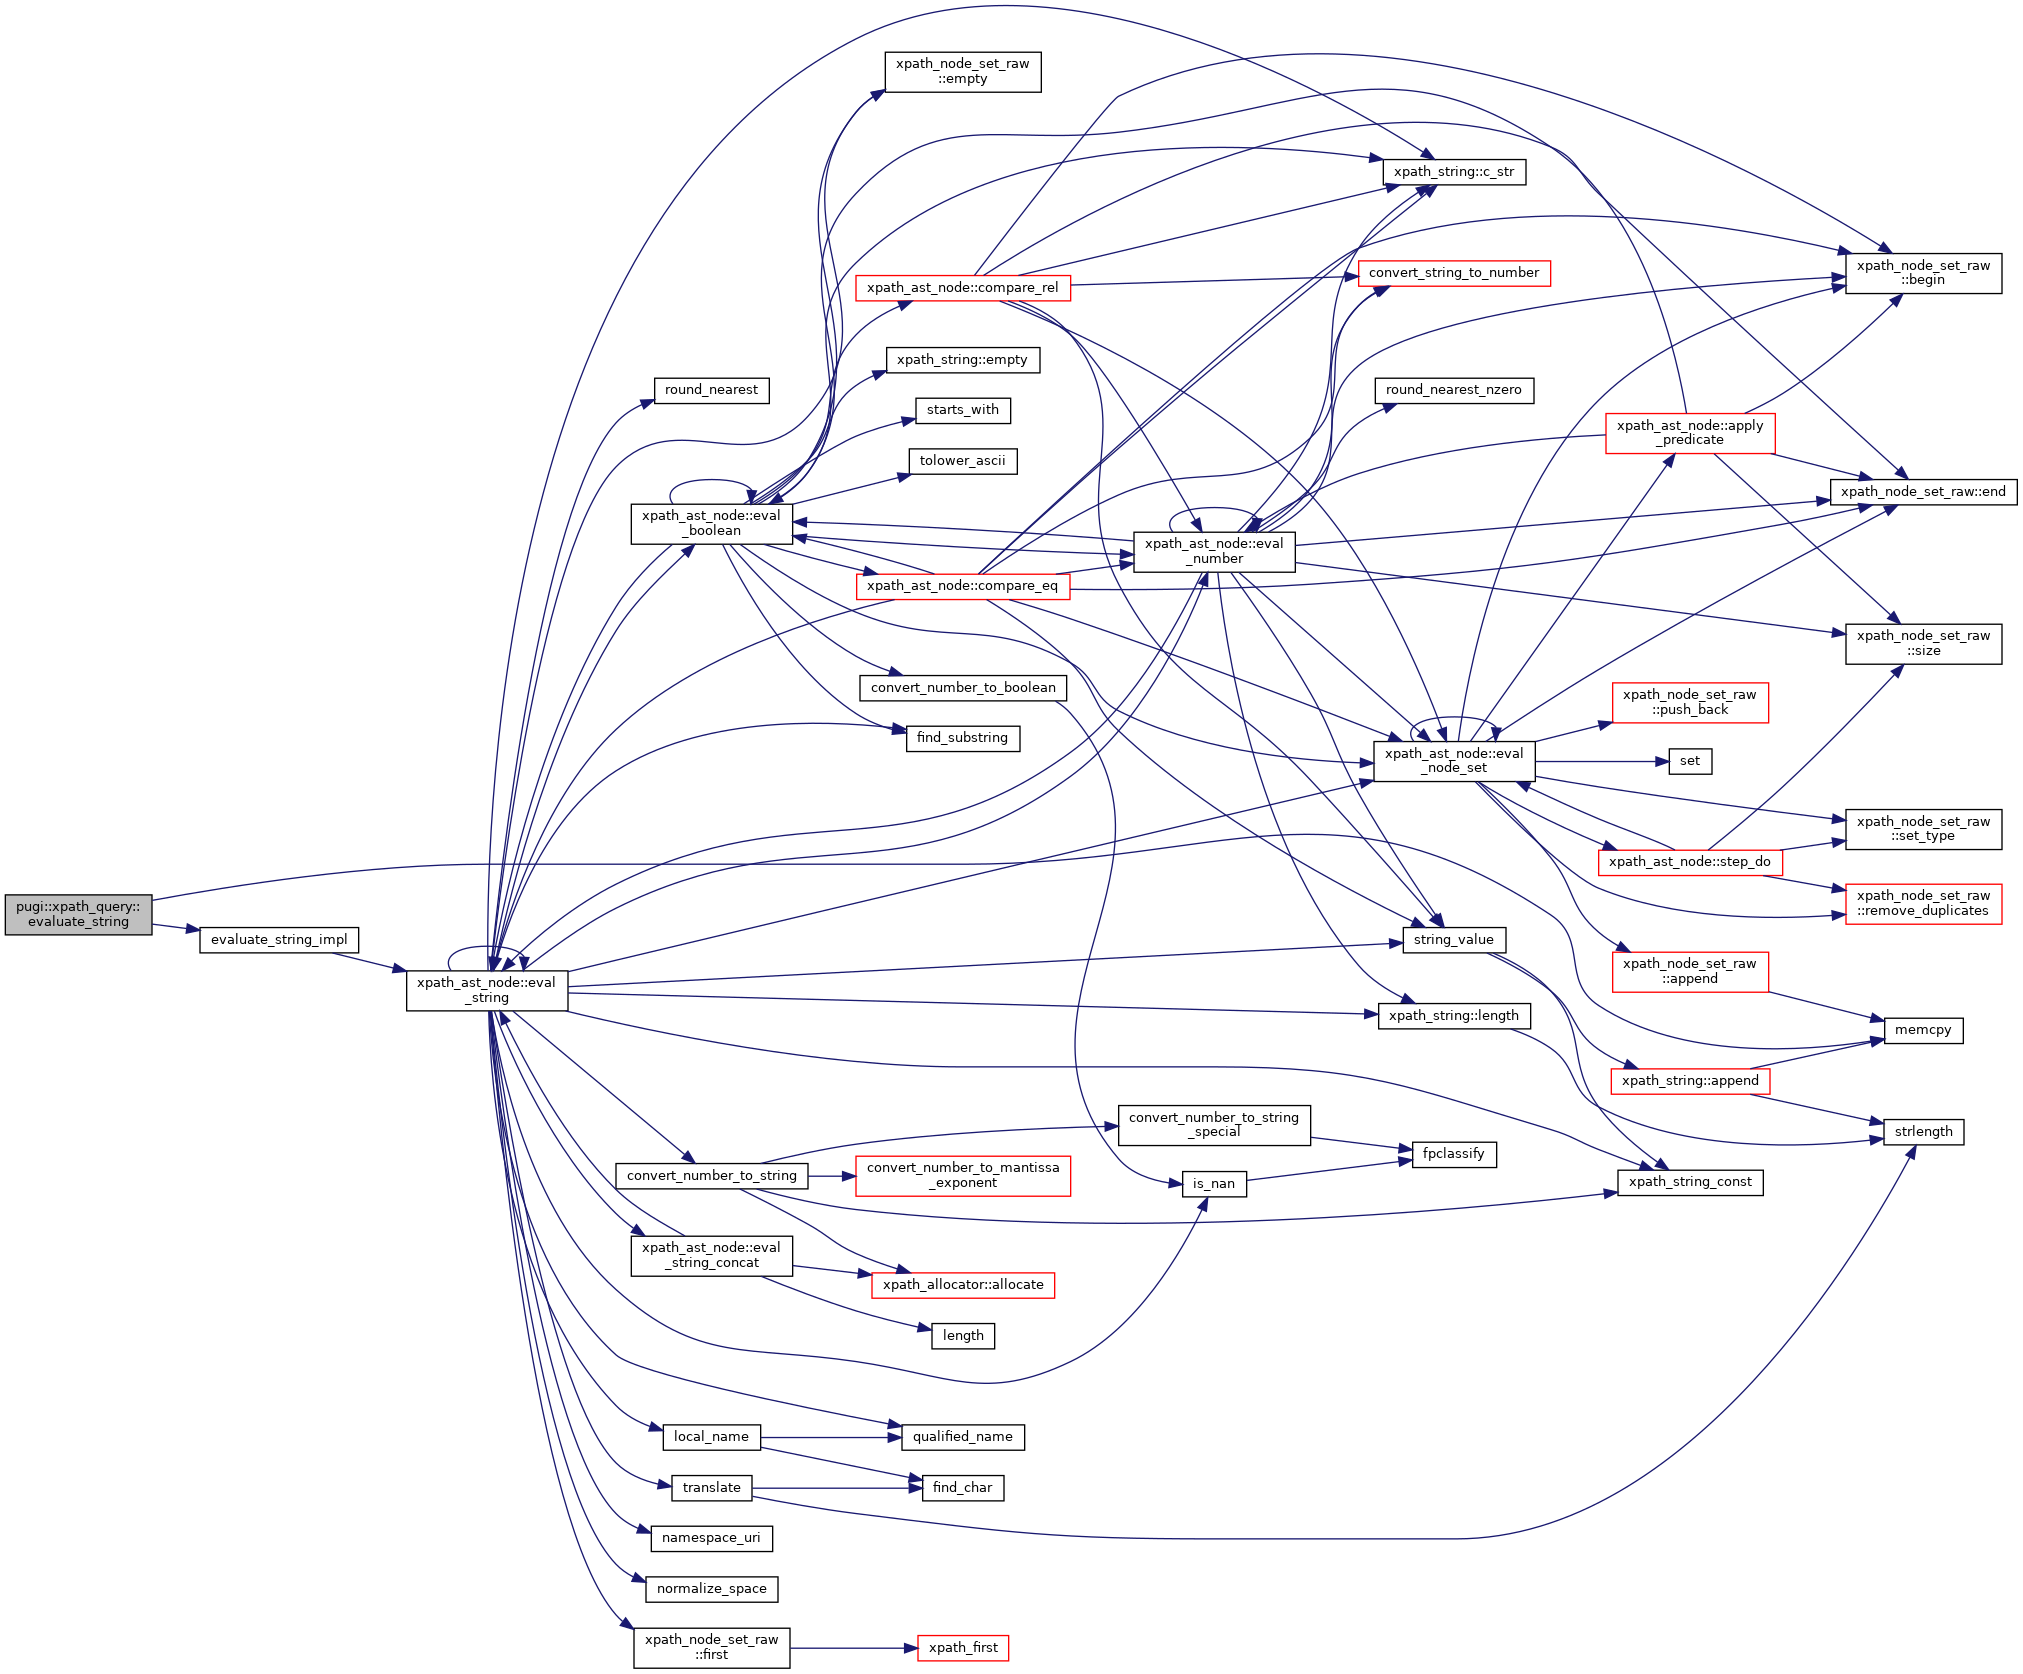 xpath_node_set_raw
::empty
xpath_string::c_str
xpath_ast_node::compare_rel
convert_string_to_number
xpath_node_set_raw
::begin
xpath_string::empty
round_nearest
round_nearest_nzero
starts_with
xpath_ast_node::apply
_predicate
tolower_ascii
xpath_node_set_raw::end
xpath_ast_node::eval
_boolean
xpath_ast_node::eval
_number
xpath_ast_node::compare_eq
xpath_node_set_raw
::size
convert_number_to_boolean
xpath_node_set_raw
::push_back
find_substring
xpath_ast_node::eval
_node_set
set
xpath_node_set_raw
::set_type
xpath_ast_node::step_do
xpath_node_set_raw
::remove_duplicates
pugi::xpath_query::
evaluate_string
evaluate_string_impl
string_value
xpath_node_set_raw
::append
xpath_ast_node::eval
_string
xpath_string::length
memcpy
xpath_string::append
convert_number_to_string
_special
strlength
fpclassify
convert_number_to_string
convert_number_to_mantissa
_exponent
is_nan
xpath_string_const
xpath_ast_node::eval
_string_concat
xpath_allocator::allocate
length
local_name
qualified_name
translate
find_char
namespace_uri
normalize_space
xpath_node_set_raw
::first
xpath_first